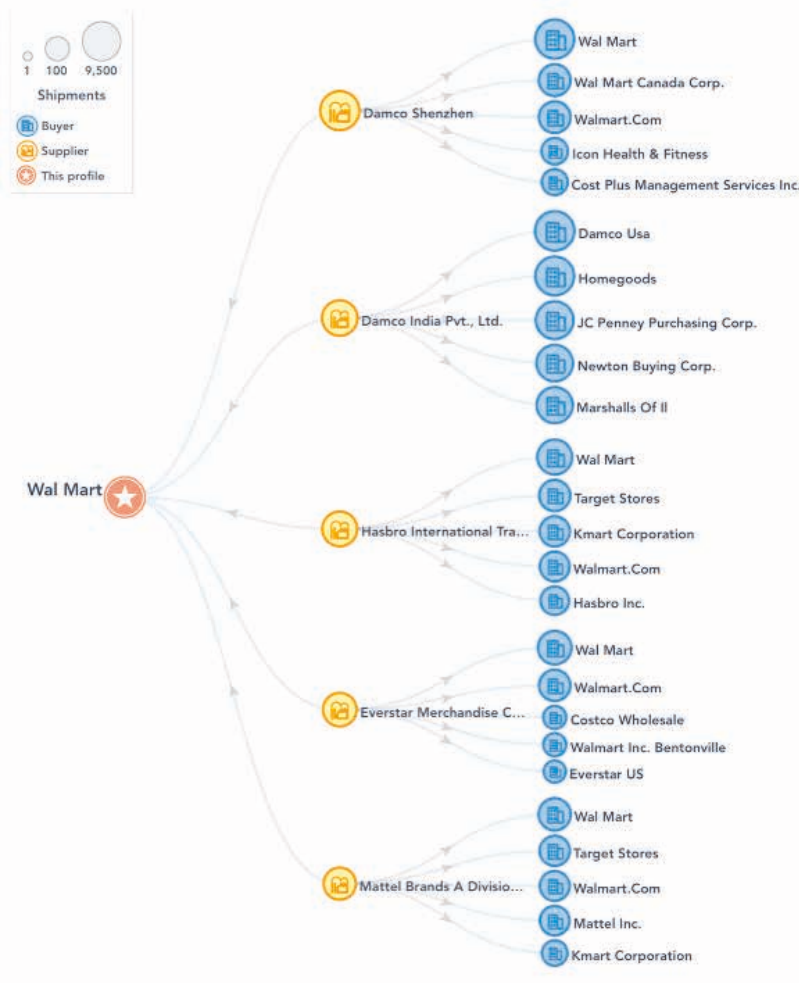 1 100 9,500
Shipments
Buyer
Supplier
This profile
Wal Mart
Damco Shenzhen
Wal Mart
Wal Mart Canada Corp.
Walmart.Com
Icon Health & Fitness
Cost Plus Management Services Inc.
Damco India Pvt., Ltd.
Damco Usa
Homegoods
JC Penney Purchasing Corp.
Newton Buying Corp.
Marshalls Of Il
Hasbro International Tra...
Wal Mart
Target Stores
Kmart Corporation
Walmart.Com
Hasbro Inc.
Everstar Merchandise C...
Wal Mart
Walmart.Com
Costco Wholesale
Walmart Inc. Bentonville
Everstar US
Mattel Brands A Divisio...
Wal Mart
Target Stores
Walmart.Com
Mattel Inc.
Kmart Corporation